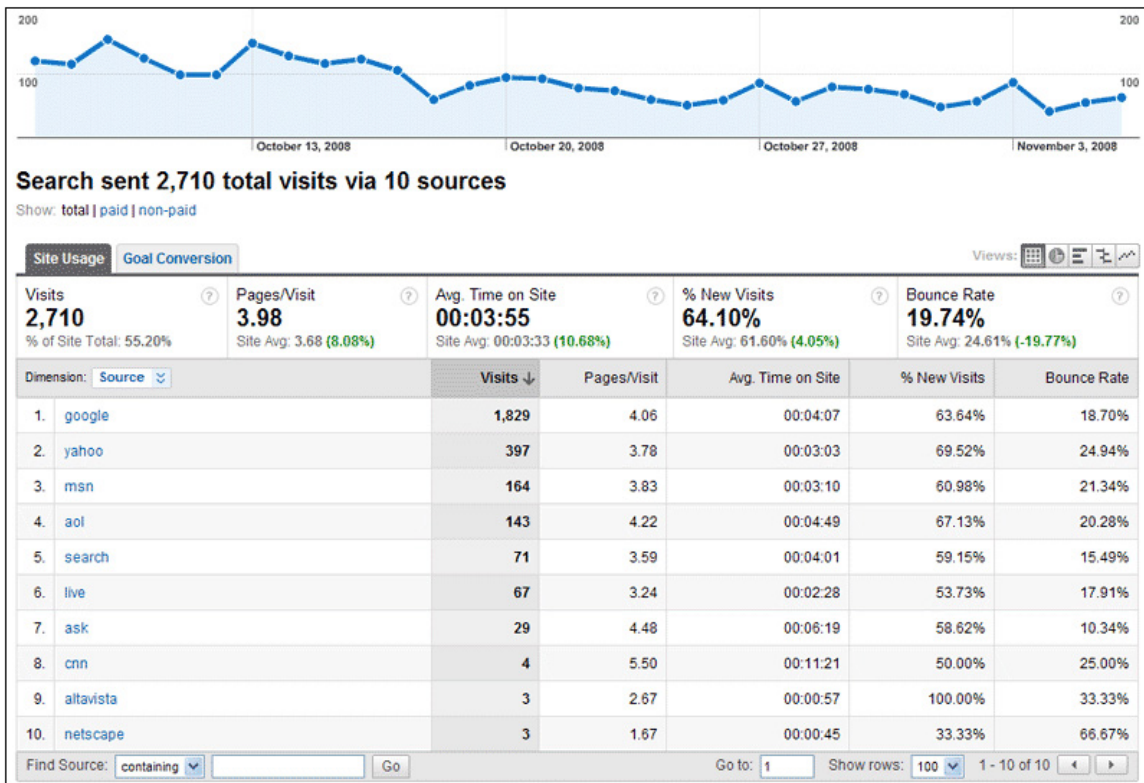 200 200
100 100
October 13, 2008 October 20, 2008 October 27, 2008 November 3, 2008
Search sent 2,710 total visits via 10 sources
Show: total | paid | non-paid
Site Usage Goal Conversion Views:
Visits ? Pages/Visit ? Avg. Time on Site ? % New Visits ? Bounce Rate ?
2,710 3.98 00:03:55 64.10% 19.74%
% of Site Total: 55.20% Site Avg: 3.68 (8.08%) Site Avg: 00:03:33 (10.68%) Site Avg: 61.60% (4.05%) Site Avg: 24.61% (-19.77%)
Dimension: Source Visits ↓ Pages/Visit Avg. Time on Site % New Visits Bounce Rate
1. google 1,829 4.06 00:04:07 63.64% 18.70%
2. yahoo 397 3.78 00:03:03 69.52% 24.94%
3. msn 164 3.83 00:03:10 60.98% 21.34%
4. aol 143 4.22 00:04:49 67.13% 20.28%
5. search 71 3.59 00:04:01 59.15% 15.49%
6. live 67 3.24 00:02:28 53.73% 17.91%
7. ask 29 4.48 00:06:19 58.62% 10.34%
8. cnn 4 5.50 00:11:21 50.00% 25.00%
9. altavista 3 2.67 00:00:57 100.00% 33.33%
10. netscape 3 1.67 00:00:45 33.33% 66.67%
Find Source: containing Go Go to: 1 Show rows: 100 1 - 10 of 10